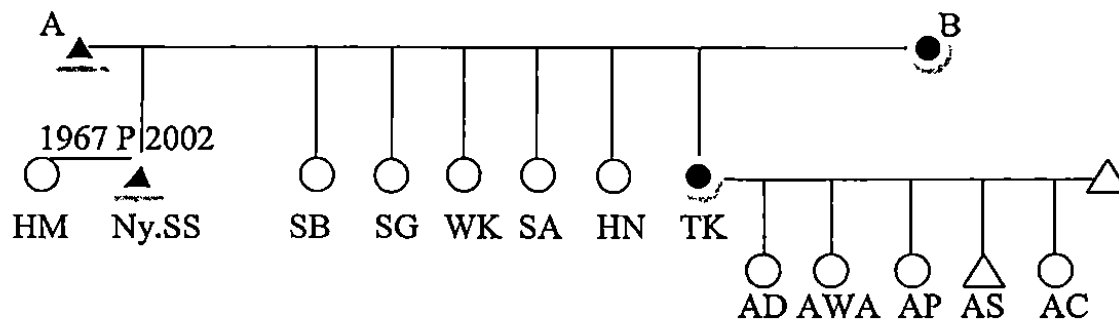 A B
1967 P 2002
HM Ny.SS SB SG WK SA HN TK
AD AWA AP AS AC